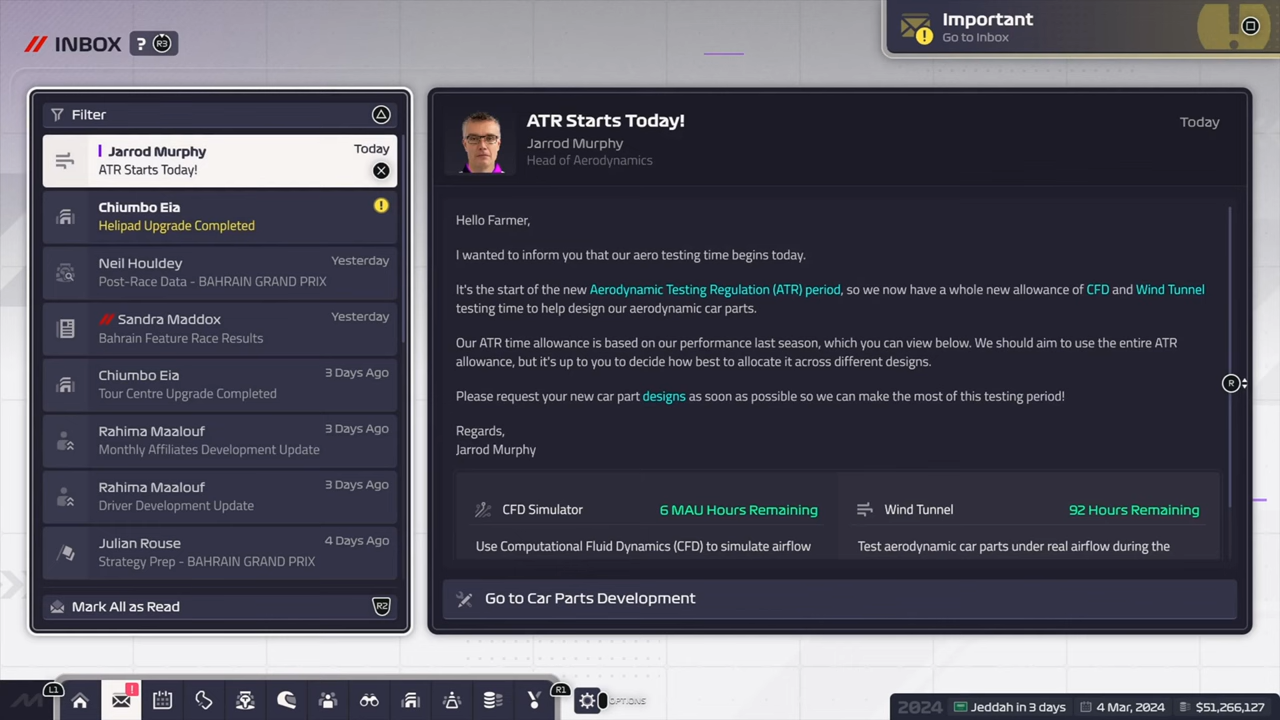 INBOX ? R3
Important
Go to Inbox
Filter
Jarrod Murphy Today
ATR Starts Today!
Chiumbo Eia
Helipad Upgrade Completed
Neil Houldey Yesterday
Post-Race Data - BAHRAIN GRAND PRIX
Sandra Maddox Yesterday
Bahrain Feature Race Results
Chiumbo Eia 3 Days Ago
Tour Centre Upgrade Completed
Rahima Maalouf 3 Days Ago
Monthly Affiliates Development Update
Rahima Maalouf 3 Days Ago
Driver Development Update
Julian Rouse 4 Days Ago
Strategy Prep - BAHRAIN GRAND PRIX
Mark All as Read R2
ATR Starts Today! Today
Jarrod Murphy
Head of Aerodynamics
Hello Farmer,
I wanted to inform you that our aero testing time begins today.
It's the start of the new Aerodynamic Testing Regulation (ATR) period, so we now have a whole new allowance of CFD and Wind Tunnel
testing time to help design our aerodynamic car parts.
Our ATR time allowance is based on our performance last season, which you can view below. We should aim to use the entire ATR
allowance, but it's up to you to decide how best to allocate it across different designs.
Please request your new car part designs as soon as possible so we can make the most of this testing period!
Regards,
Jarrod Murphy
CFD Simulator 6 MAU Hours Remaining
Use Computational Fluid Dynamics (CFD) to simulate airflow
Wind Tunnel 92 Hours Remaining
Test aerodynamic car parts under real airflow during the
R
Go to Car Parts Development
L1 ! R1 OPTIONS
2024 Jeddah in 3 days 4 Mar, 2024 $51,266,127